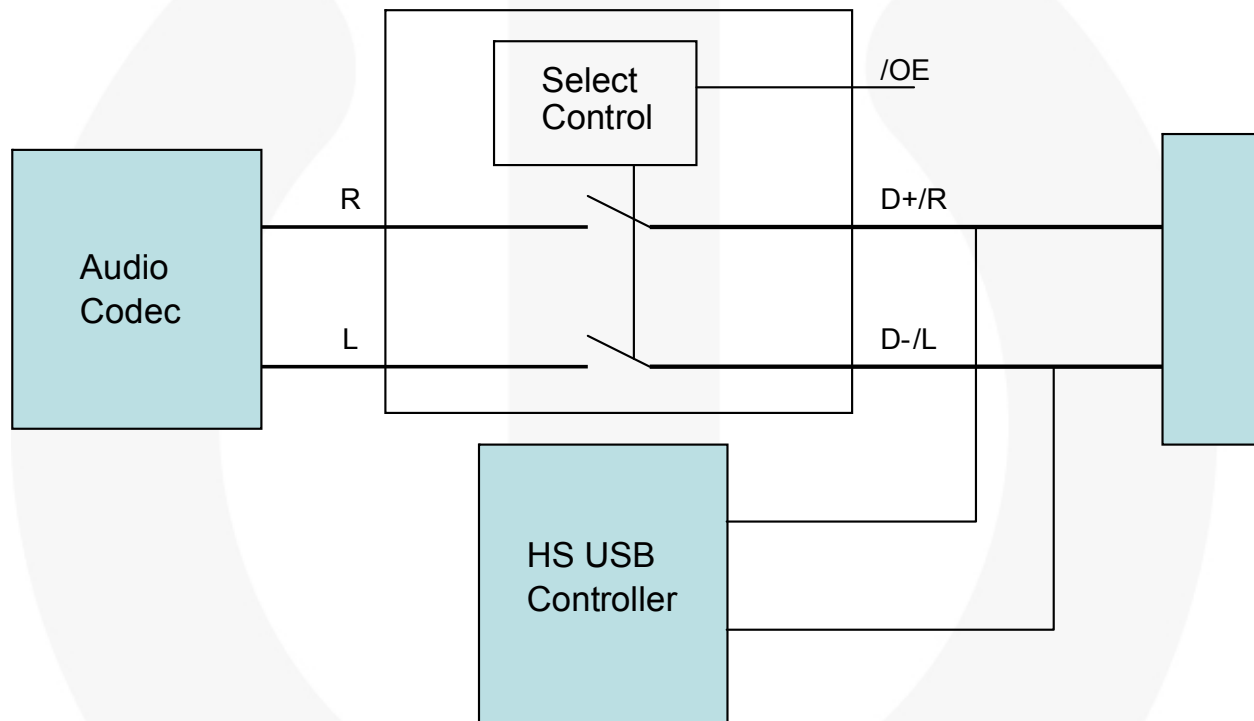 Select
Control
/OE
R
D+/R
Audio
Codec
L
D-/L
HS USB
Controller